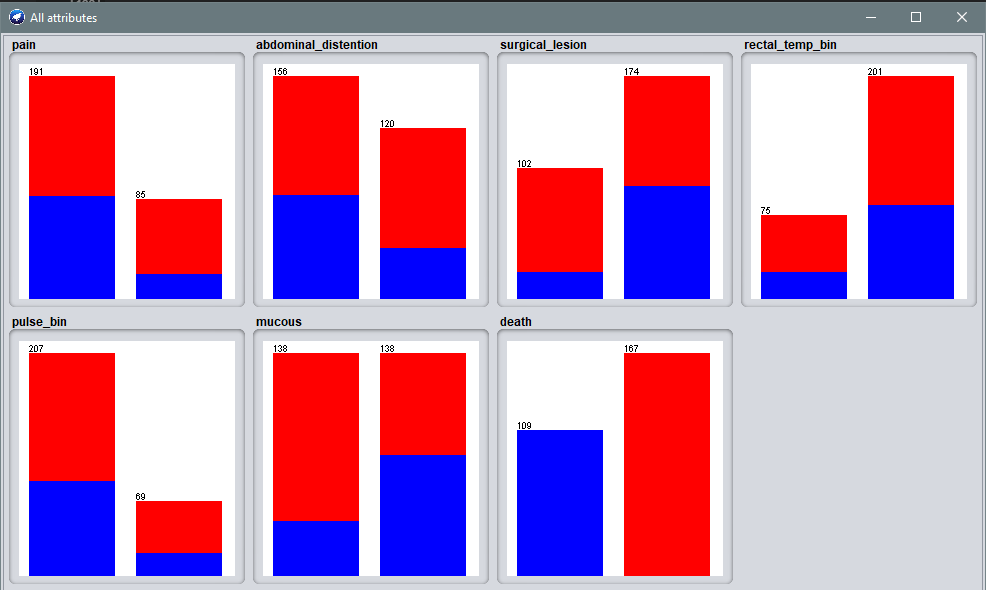 All attributes
pain
191
85
abdominal_distention
156
120
surgical_lesion
102
174
rectal_temp_bin
75
201
pulse_bin
207
69
mucous
138
138
death
109
167